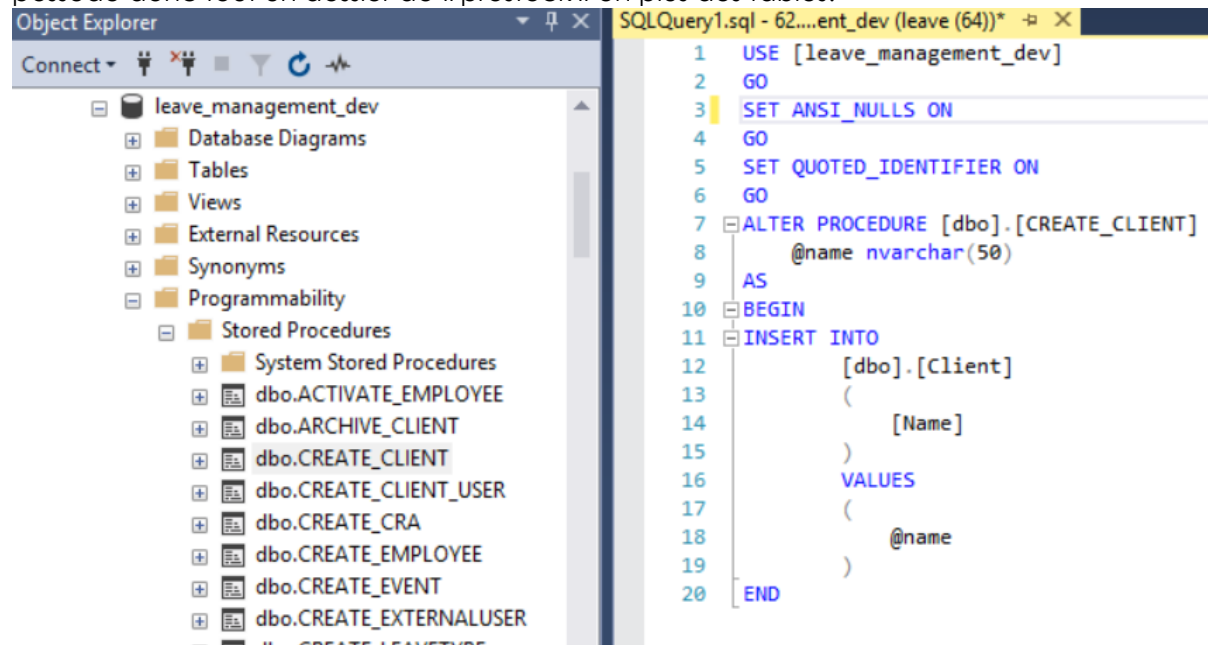 Object Explorer
Connect
leave_management_dev
Database Diagrams
Tables
Views
External Resources
Synonyms
Programmability
Stored Procedures
System Stored Procedures
dbo.ACTIVATE_EMPLOYEE
dbo.ARCHIVE_CLIENT
dbo.CREATE_CLIENT
dbo.CREATE_CLIENT_USER
dbo.CREATE_CRA
dbo.CREATE_EMPLOYEE
dbo.CREATE_EVENT
dbo.CREATE_EXTERNALUSER
SQLQuery1.sql - 62....ent_dev (leave (64))*
1 USE [leave_management_dev]
2 GO
3 SET ANSI_NULLS ON
4 GO
5 SET QUOTED_IDENTIFIER ON
6 GO
7 ALTER PROCEDURE [dbo].[CREATE_CLIENT]
8 @name nvarchar(50)
9 AS
10 BEGIN
11 INSERT INTO
12 [dbo].[Client]
13 (
14 [Name]
15 )
16 VALUES
17 (
18 @name
19 )
20 END